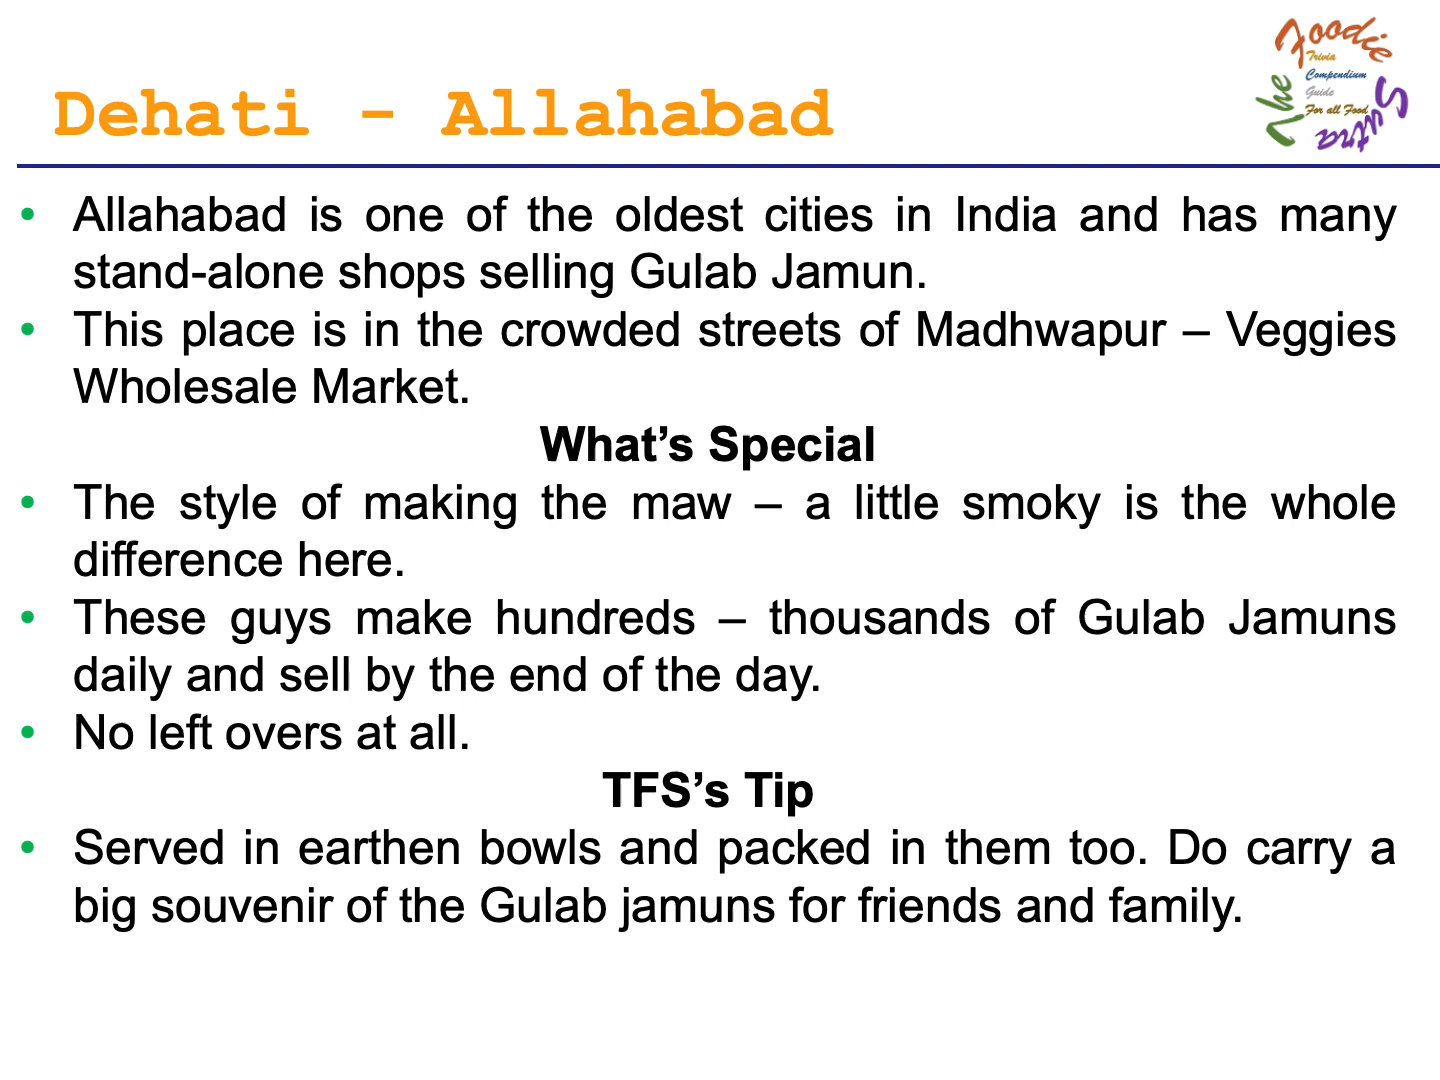 Dehati - Allahabad
The Foodie Sutra
Trivia
Compendium
Guide
For all Food
• Allahabad is one of the oldest cities in India and has many
stand-alone shops selling Gulab Jamun.
• This place is in the crowded streets of Madhwapur – Veggies
Wholesale Market.
What’s Special
• The style of making the maw – a little smoky is the whole
difference here.
• These guys make hundreds – thousands of Gulab Jamuns
daily and sell by the end of the day.
• No left overs at all.
TFS’s Tip
• Served in earthen bowls and packed in them too. Do carry a
big souvenir of the Gulab jamuns for friends and family.